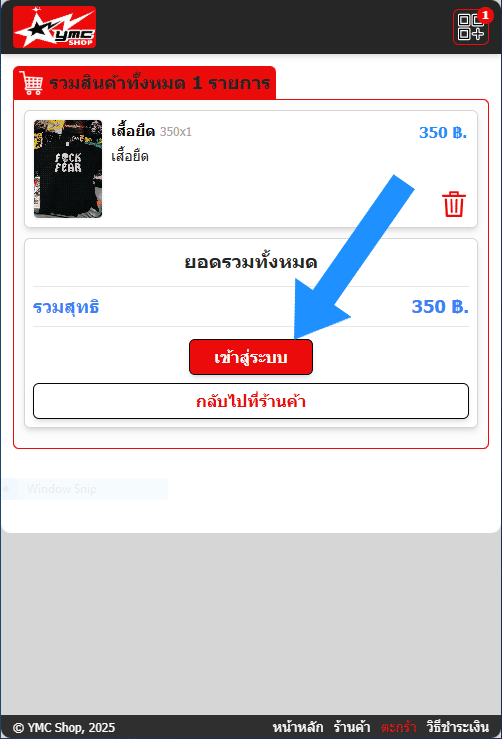 YMC
SHOP
1
รวมสินค้าทั้งหมด 1 รายการ
เสื้อยืด 350x1
350 ฿.
เสื้อยืด
F CK
FEAR
ยอดรวมทั้งหมด
รวมสุทธิ
350 ฿.
เข้าสู่ระบบ
กลับไปที่ร้านค้า
Window Snip
© YMC Shop, 2025
หน้าหลัก ร้านค้า ตะกร้า วิธีชำระเงิน